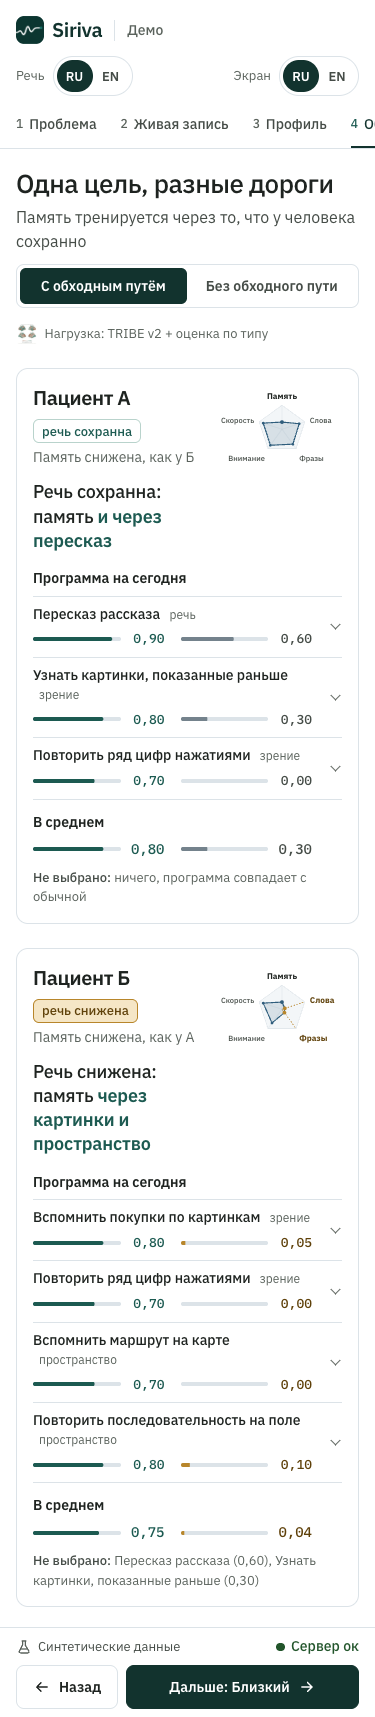 Siriva Демо
Речь RU EN Экран RU EN
1 Проблема 2 Живая запись 3 Профиль 4 О
Одна цель, разные дороги
Память тренируется через то, что у человека
сохранно
С обходным путём Без обходного пути
Нагрузка: TRIBE v2 + оценка по типу
Пациент А
речь сохранна
Память снижена, как у Б
Память
Скорость Слова
Внимание Фразы
Речь сохранна:
память и через
пересказ
Программа на сегодня
Пересказ рассказа речь
0,90 0,60
Узнать картинки, показанные раньше
зрение
0,80 0,30
Повторить ряд цифр нажатиями зрение
0,70 0,00
В среднем
0,80 0,30
Не выбрано: ничего, программа совпадает с
обычной
Пациент Б
речь снижена
Память снижена, как у А
Память
Скорость Слова
Внимание Фразы
Речь снижена:
память через
картинки и
пространство
Программа на сегодня
Вспомнить покупки по картинкам зрение
0,80 0,05
Повторить ряд цифр нажатиями зрение
0,70 0,00
Вспомнить маршрут на карте
пространство
0,70 0,00
Повторить последовательность на поле
пространство
0,80 0,10
В среднем
0,75 0,04
Не выбрано: Пересказ рассказа (0,60), Узнать
картинки, показанные раньше (0,30)
Синтетические данные Сервер ок
← Назад Дальше: Близкий →